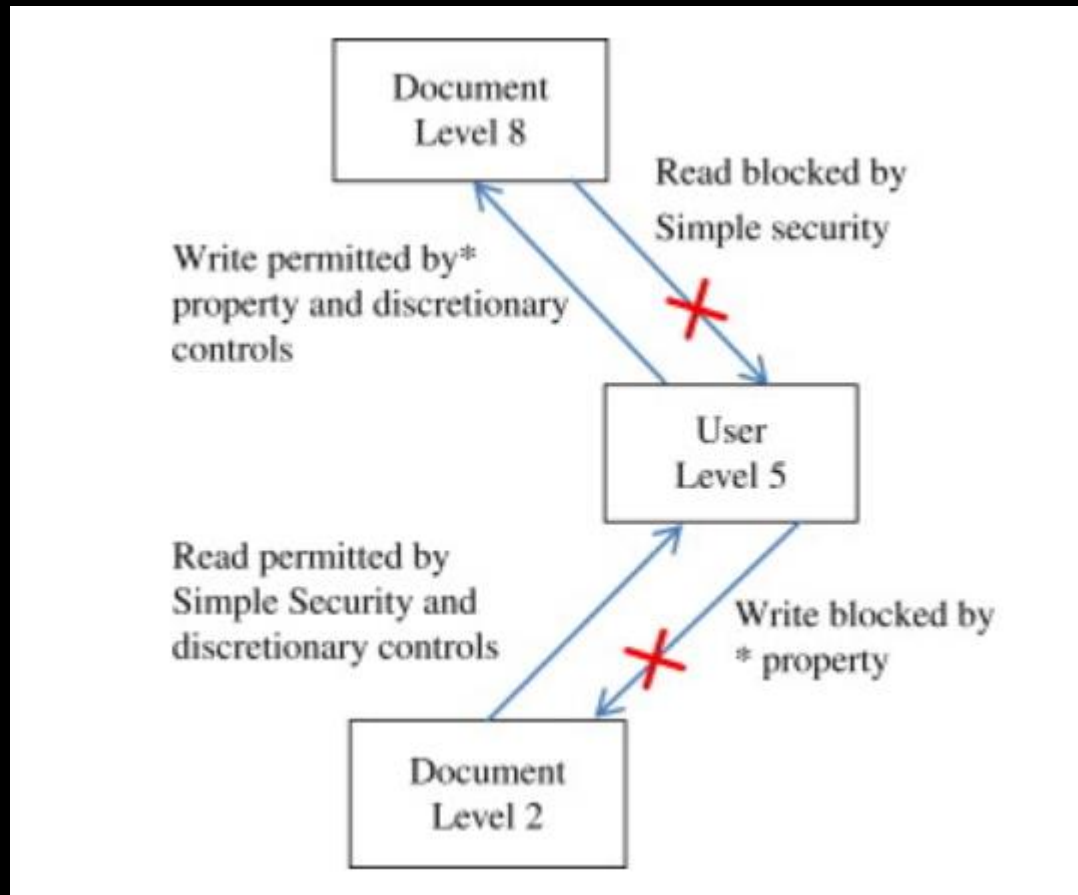 Document
Level 8
Read blocked by
Simple security
Write permitted by*
property and discretionary
controls
User
Level 5
Read permitted by
Simple Security and
discretionary controls
Write blocked by
* property
Document
Level 2